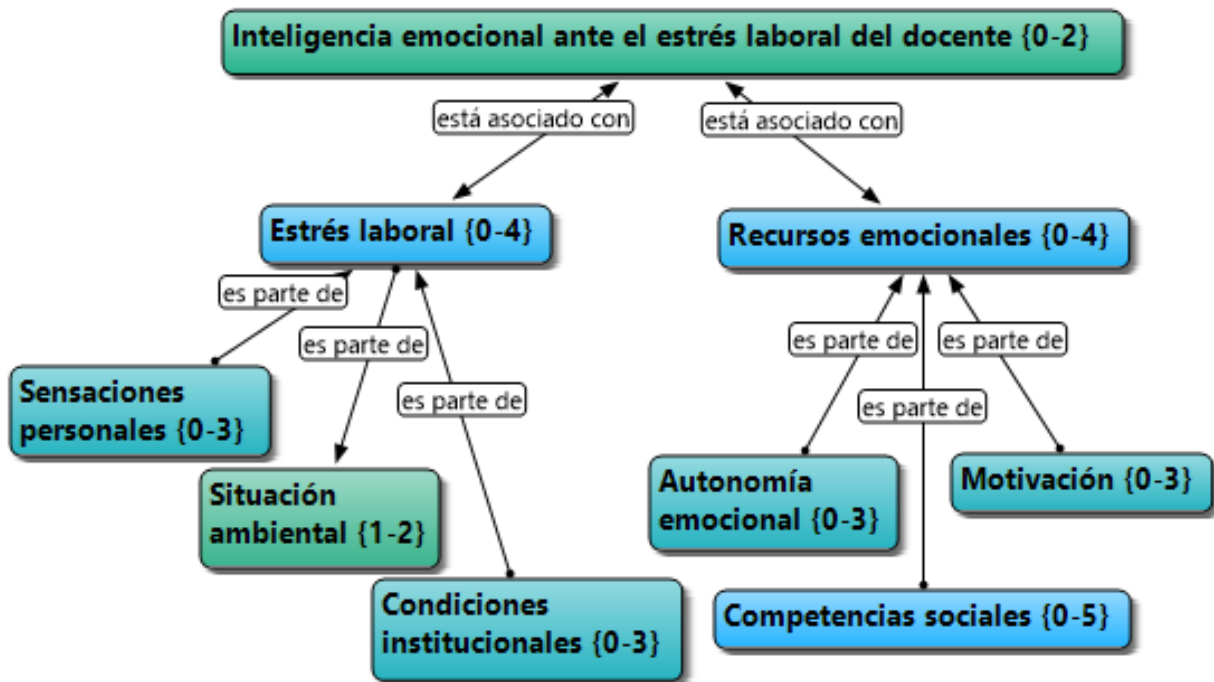 Inteligencia emocional ante el estrés laboral del docente {0-2}
está asociado con
está asociado con
Estrés laboral {0-4}
Recursos emocionales {0-4}
es parte de
es parte de
es parte de
es parte de
es parte de
es parte de
Sensaciones
personales {0-3}
Situación
ambiental {1-2}
Condiciones
institucionales {0-3}
Autonomía
emocional {0-3}
Motivación {0-3}
Competencias sociales {0-5}